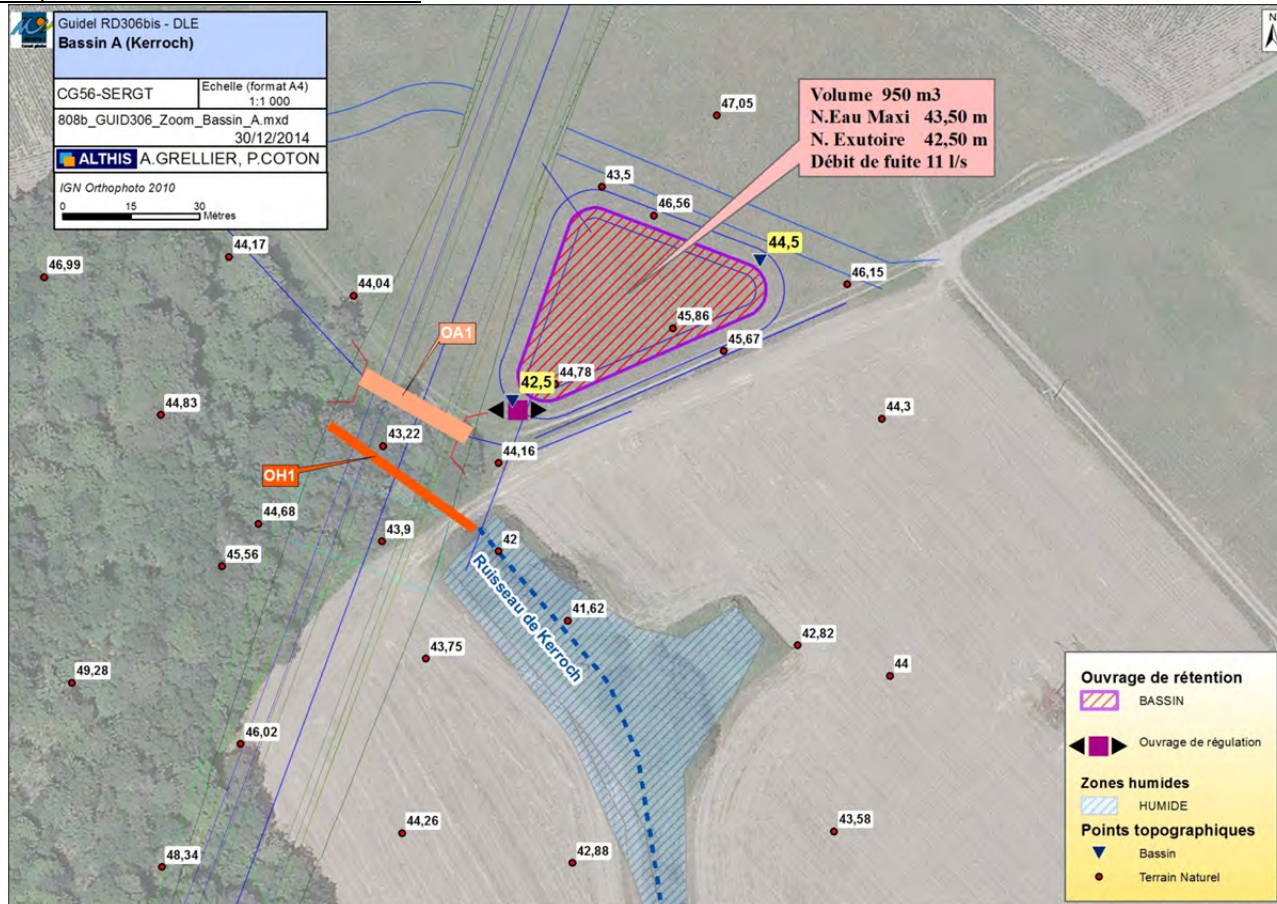 Guidel RD306bis - DLE
Bassin A (Kerroch)
CG56-SERGT
Echelle (format A4)
1:1 000
808b_GUID306_Zoom_Bassin_A.mxd
30/12/2014
ALTHIS A.GRELLIER, P.COTON
IGN Orthophoto 2010
0 15 30
Mètres
N
Volume 950 m3
N.Eau Maxi 43,50 m
N. Exutoire 42,50 m
Débit de fuite 11 l/s
47,05
43,5
46,56
44,5
44,17
46,99
44,04
46,15
OA1
45,86
45,67
44,78
42,5
44,83
44,3
43,22
44,16
OH1
44,68
43,9
42
45,56
Ruisseau de Kerroch
41,62
42,82
43,75
44
49,28
46,02
44,26
43,58
42,88
48,34
Ouvrage de rétention
BASSIN
Ouvrage de régulation
Zones humides
HUMIDE
Points topographiques
Bassin
Terrain Naturel